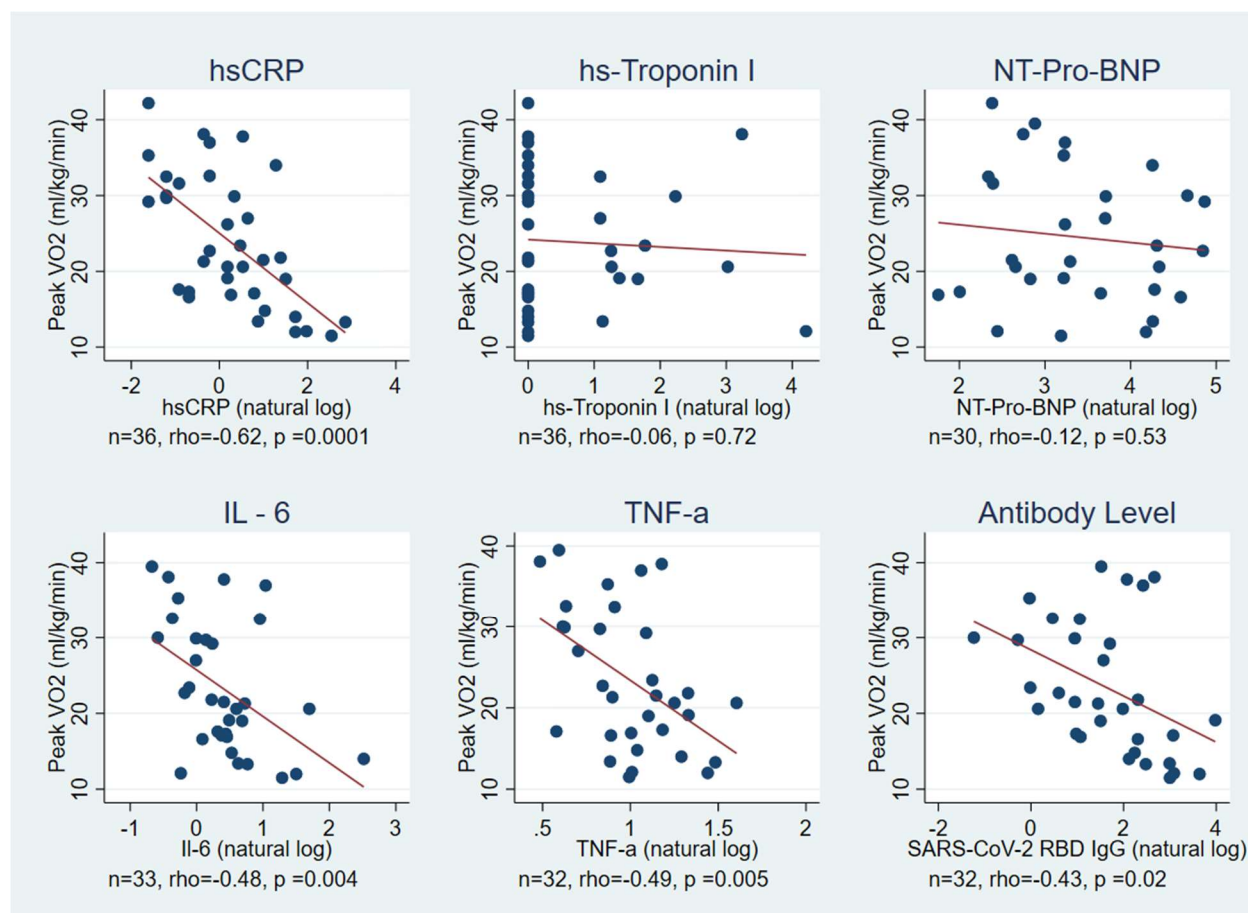 hsCRP
hs-Troponin I
NT-Pro-BNP
Peak VO2 (ml/kg/min)
40
30
20
10
-2 0 2 4
hsCRP (natural log)
n=36, rho=-0.62, p =0.0001
Peak VO2 (ml/kg/min)
40
30
20
10
0 1 2 3 4
hs-Troponin I (natural log)
n=36, rho=-0.06, p =0.72
Peak VO2 (ml/kg/min)
40
30
20
10
2 3 4 5
NT-Pro-BNP (natural log)
n=30, rho=-0.12, p =0.53
IL - 6
TNF-a
Antibody Level
Peak VO2 (ml/kg/min)
40
30
20
10
-1 0 1 2 3
Il-6 (natural log)
n=33, rho=-0.48, p =0.004
Peak VO2 (ml/kg/min)
40
30
20
10
.5 1 1.5 2
TNF-a (natural log)
n=32, rho=-0.49, p =0.005
Peak VO2 (ml/kg/min)
40
30
20
10
-2 0 2 4
SARS-CoV-2 RBD IgG (natural log)
n=32, rho=-0.43, p =0.02